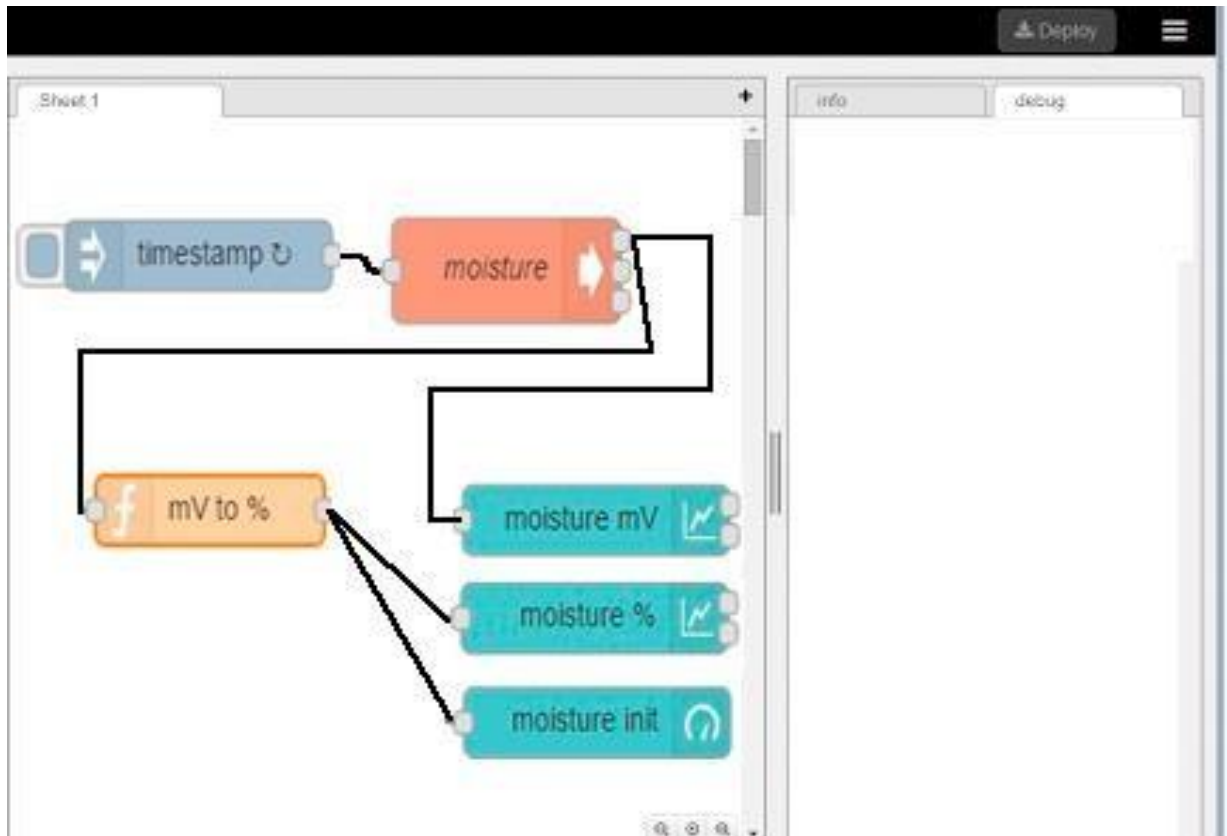 Deploy
Sheet 1
info
debug
timestamp ↻
moisture
mV to %
moisture mV
moisture %
moisture init